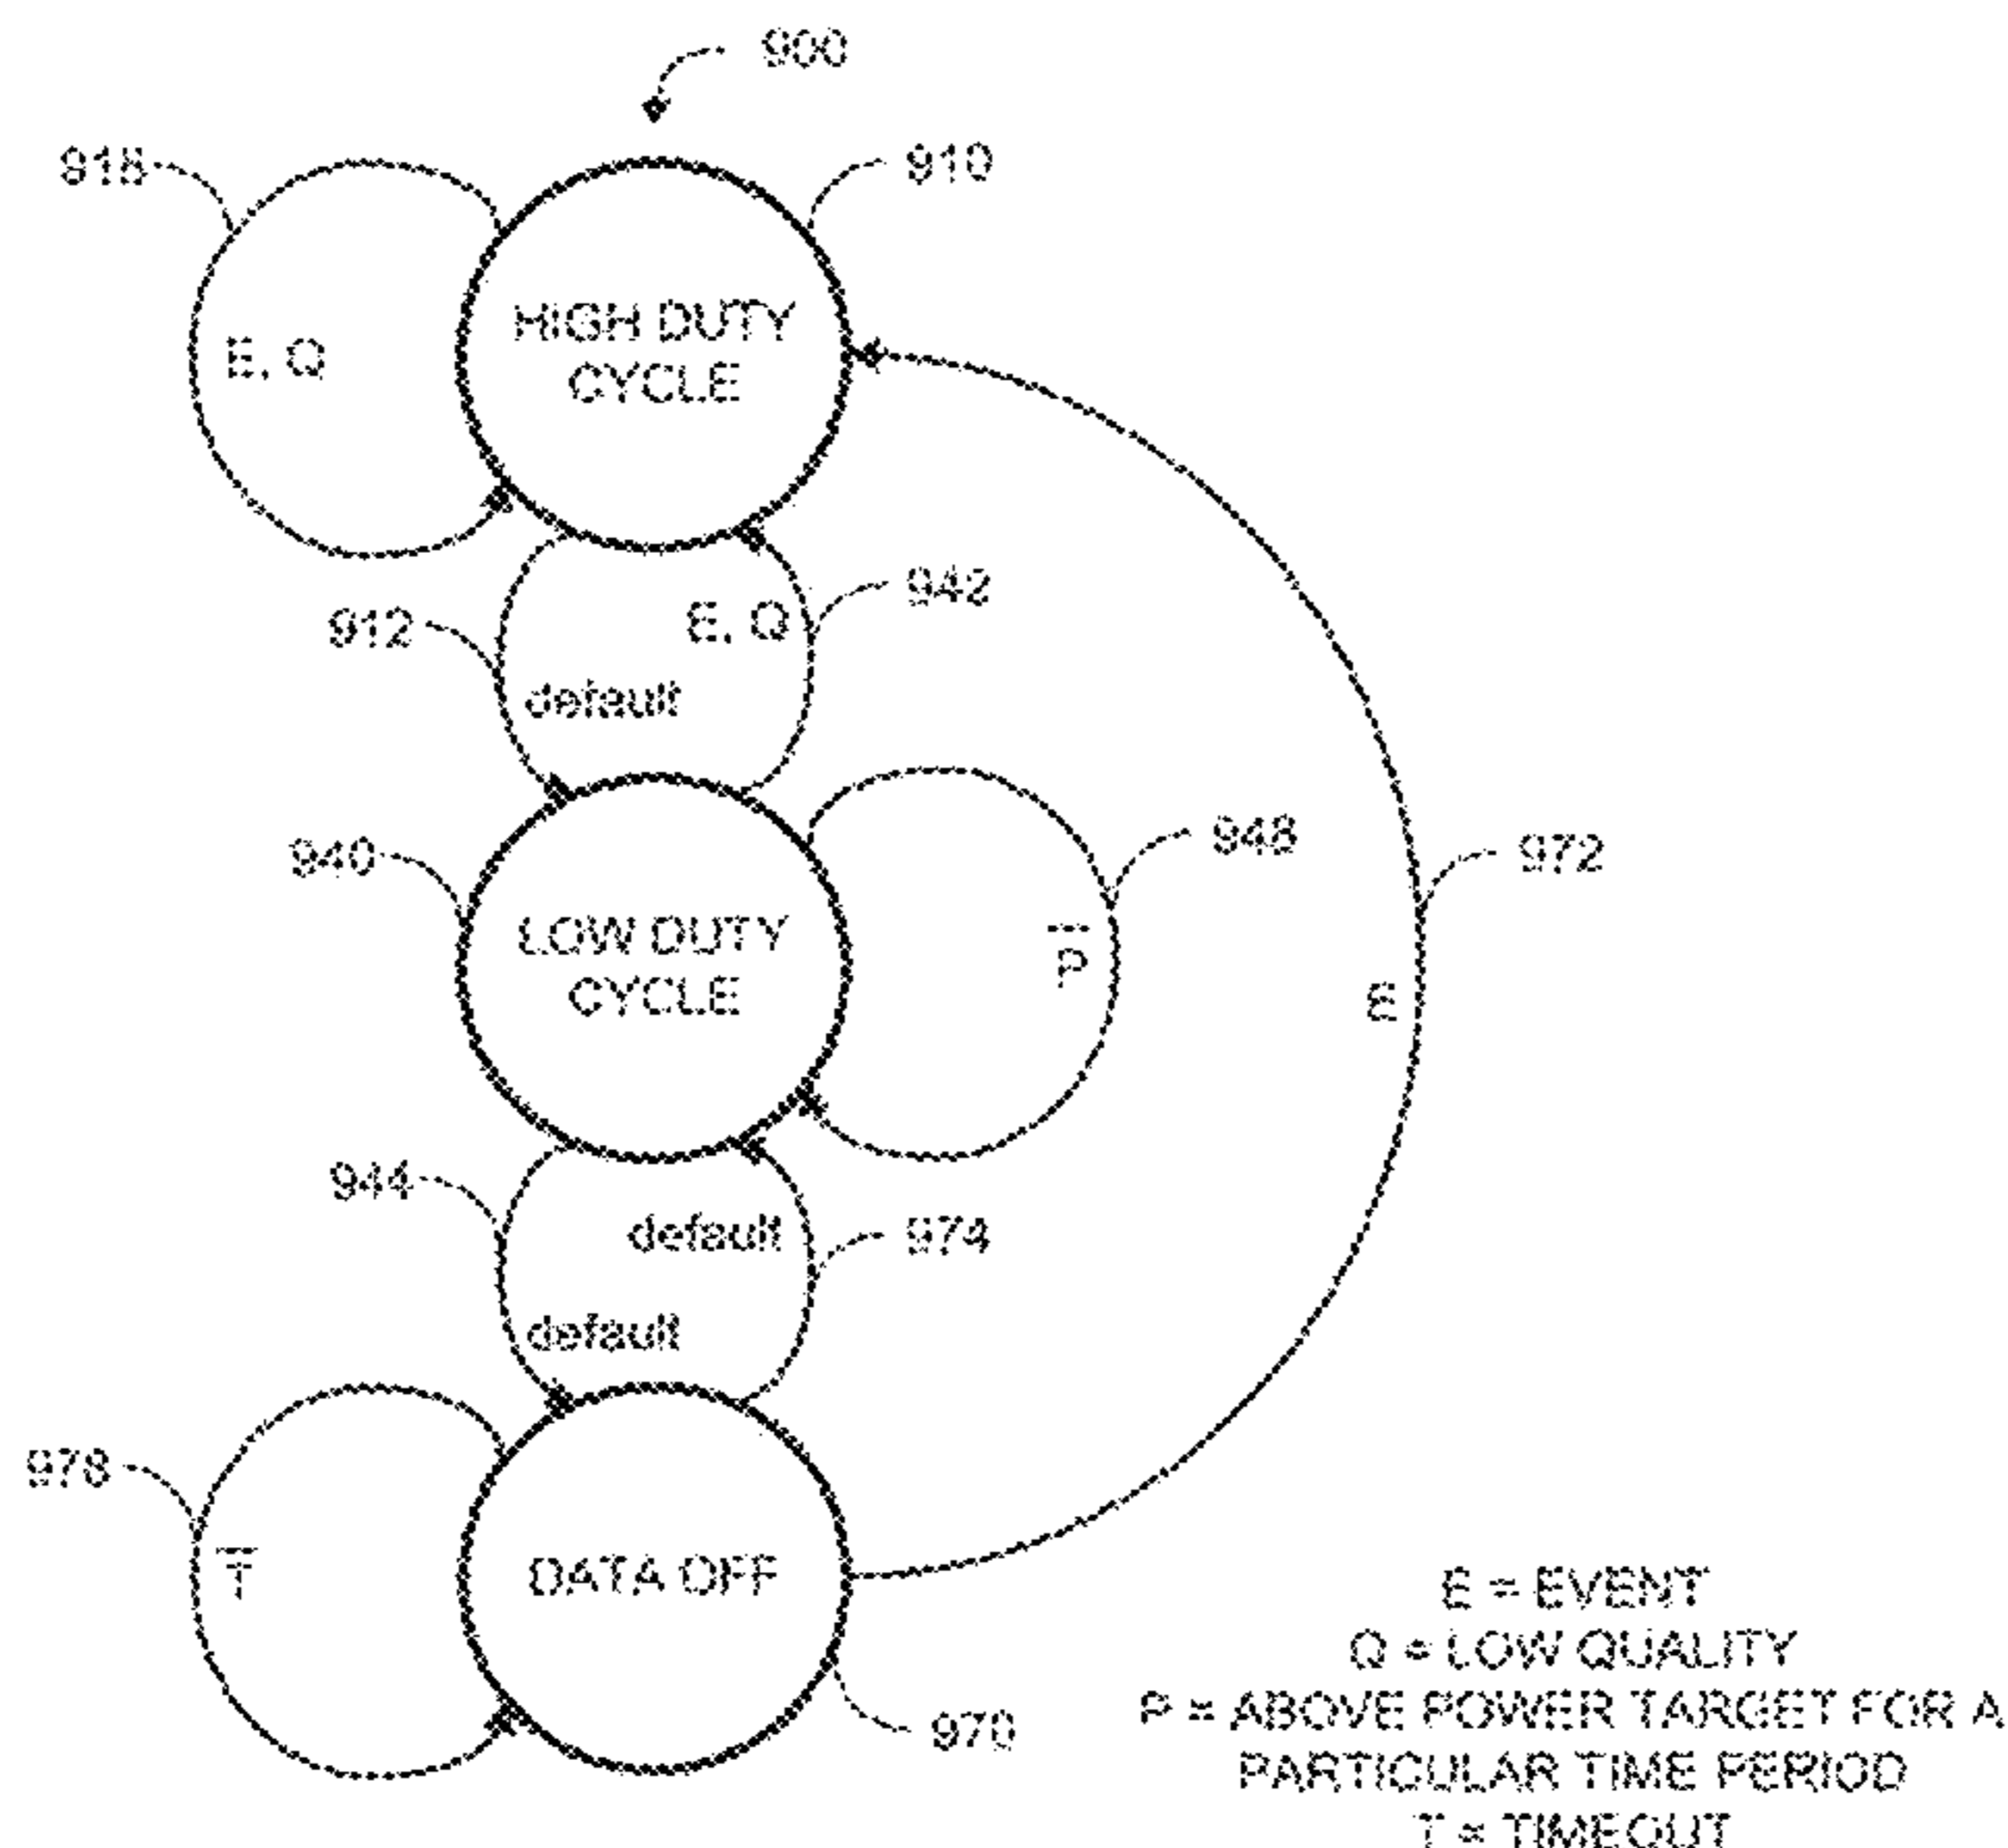 900
918
910
HIGH DUTY
CYCLE
E, Q
912
E, Q
942
default
940
948
972
LOW DUTY
CYCLE
P̅
E
944
default
974
default
978
T̅
DATA OFF
970
E = EVENT
Q = LOW QUALITY
P = ABOVE POWER TARGET FOR A
PARTICULAR TIME PERIOD
T = TIMEOUT